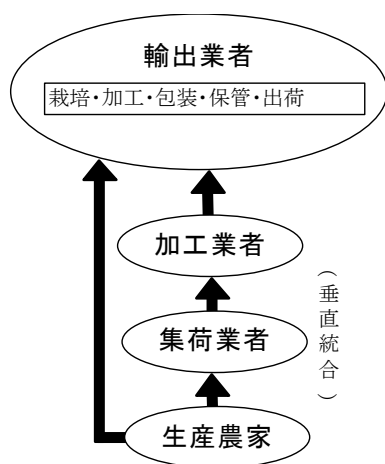 輸出業者
栽培・加工・包装・保管・出荷
加工業者
集荷業者
生産農家
（垂直統合）